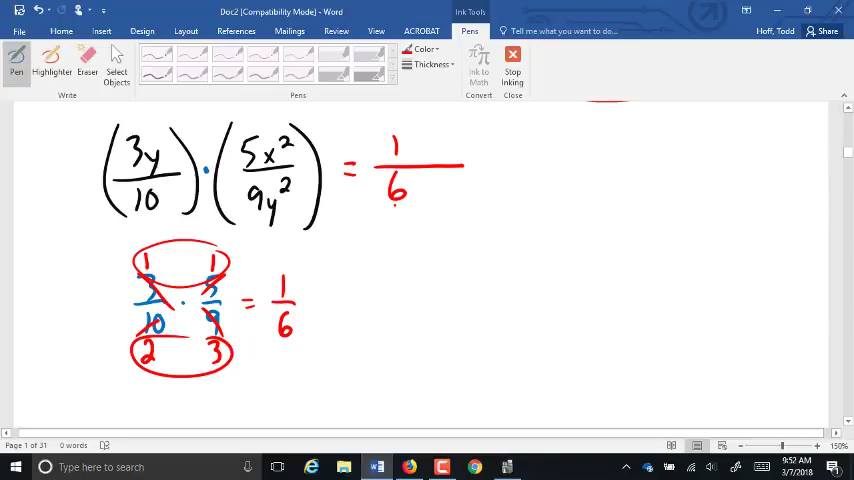 Doc2 [Compatibility Mode] - Word
Ink Tools
Hoff, Todd
File Home Insert Design Layout References Mailings Review View ACROBAT Pens Tell me what you want to do... Share
Pen Highlighter Eraser Select Objects
Color
Thickness
Ink to Math
Stop Inking
Write Pens Convert Close
(3y/10) · (5x²/9y²) = 1/6
1 1
3/10 · 5/9 = 1/6
2 3
Page 1 of 31 0 words
150%
Type here to search
9:52 AM
3/7/2018